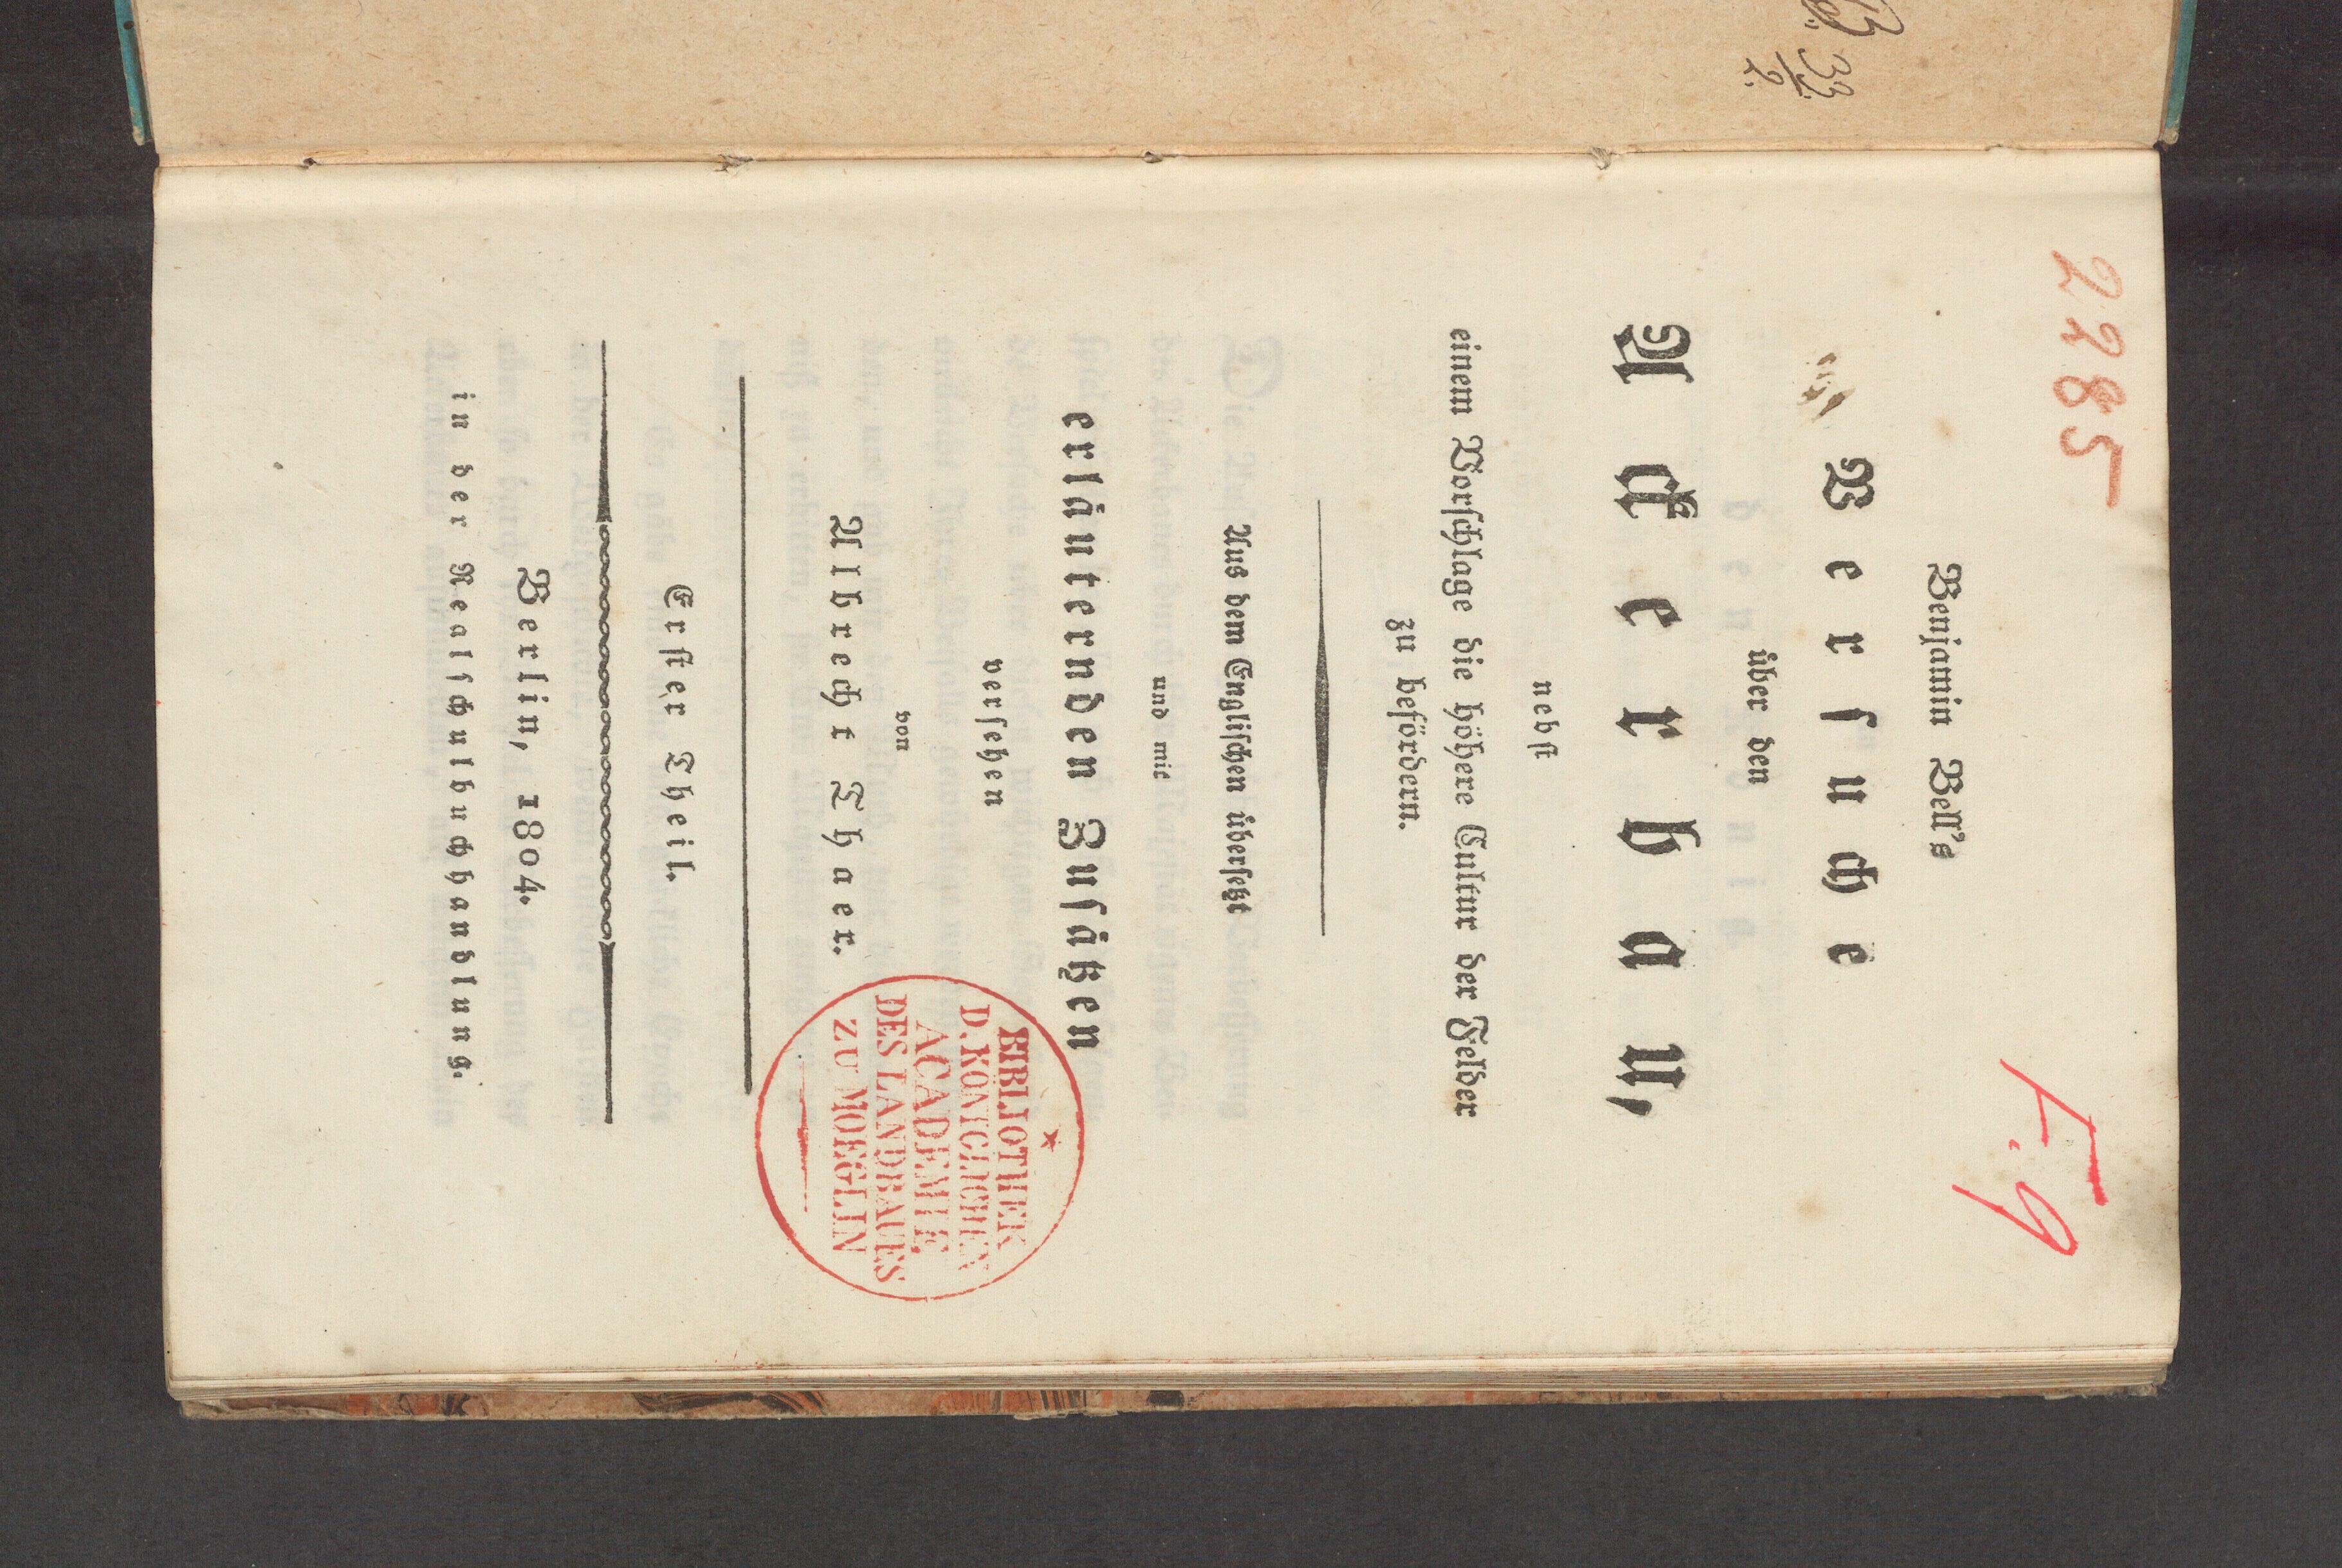 2285
F. 9
Benjamin Bell's
Versuche
über den
Ackerbau,
nebst
einem Vorschlage die höhere Cultur der Felder
zu befördern.
Aus dem Englischen übersetzt
und mit
erläuternden Zusätzen
versehen
von
Albrecht Thaer.
BIBLIOTHEK
D. KÖNIGLICHEN
ACADEMIE
DES LANDBAUES
ZU MOEGLIN
Erster Theil.
Berlin, 1804.
in der Realschulbuchhandlung.